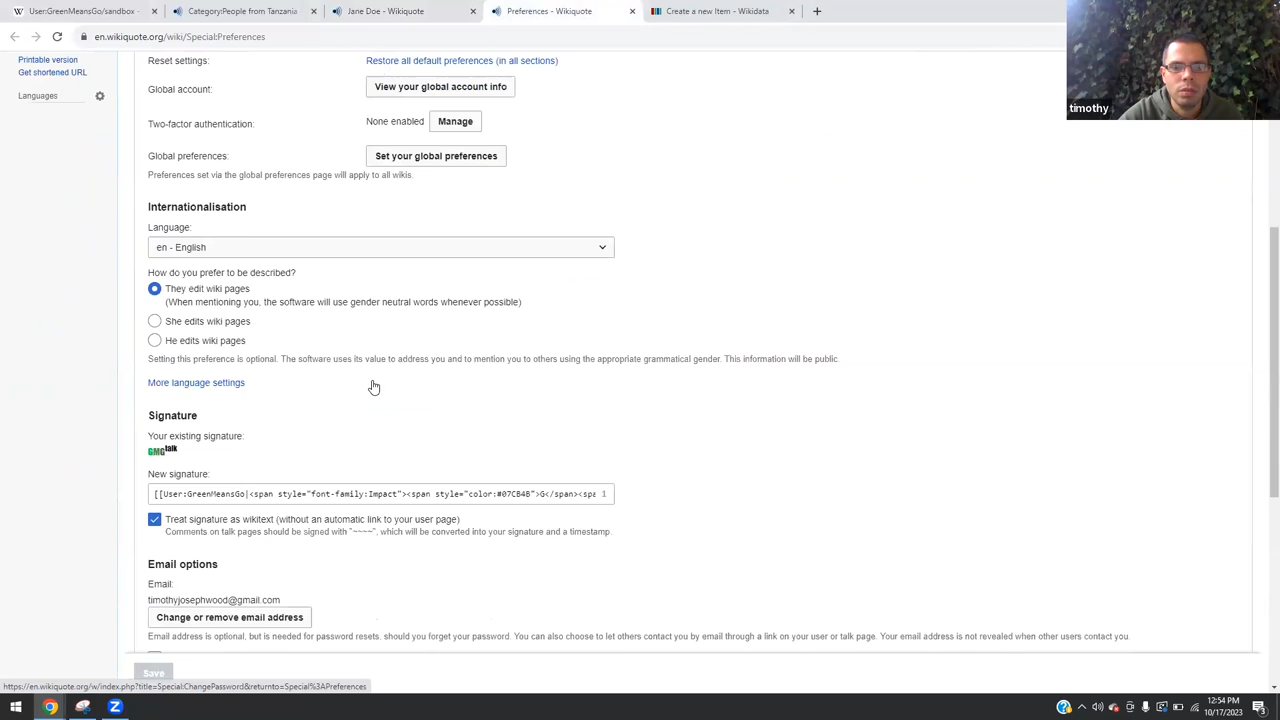 User:GreenMeansGo/sandbox -
Category:People from Tanzania
Jane Doe - Wikiquote
Preferences - Wikiquote
Create a new Item - Wikidata
en.wikiquote.org/wiki/Special:Preferences
timothy
Printable version
Get shortened URL
Languages
Reset settings:
Restore all default preferences (in all sections)
Global account:
View your global account info
Two-factor authentication:
None enabled
Manage
Global preferences:
Set your global preferences
Preferences set via the global preferences page will apply to all wikis.
Internationalisation
Language:
en - English
How do you prefer to be described?
They edit wiki pages
(When mentioning you, the software will use gender neutral words whenever possible)
She edits wiki pages
He edits wiki pages
Setting this preference is optional. The software uses its value to address you and to mention you to others using the appropriate grammatical gender. This information will be public.
More language settings
Signature
Your existing signature:
GMGtalk
New signature:
[[User:GreenMeansGo|<span style="font-family:Impact"><span style="color:#07CB4B">G</span><spa 1
Treat signature as wikitext (without an automatic link to your user page)
Comments on talk pages should be signed with "~~~~", which will be converted into your signature and a timestamp.
Email options
Email:
timothyjosephwood@gmail.com
Change or remove email address
Email address is optional, but is needed for password resets, should you forget your password. You can also choose to let others contact you by email through a link on your user or talk page. Your email address is not revealed when other users contact you.
Save
https://en.wikiquote.org/w/index.php?title=Special:ChangePassword&returnto=Special%3APreferences
12:54 PM
10/17/2023
3